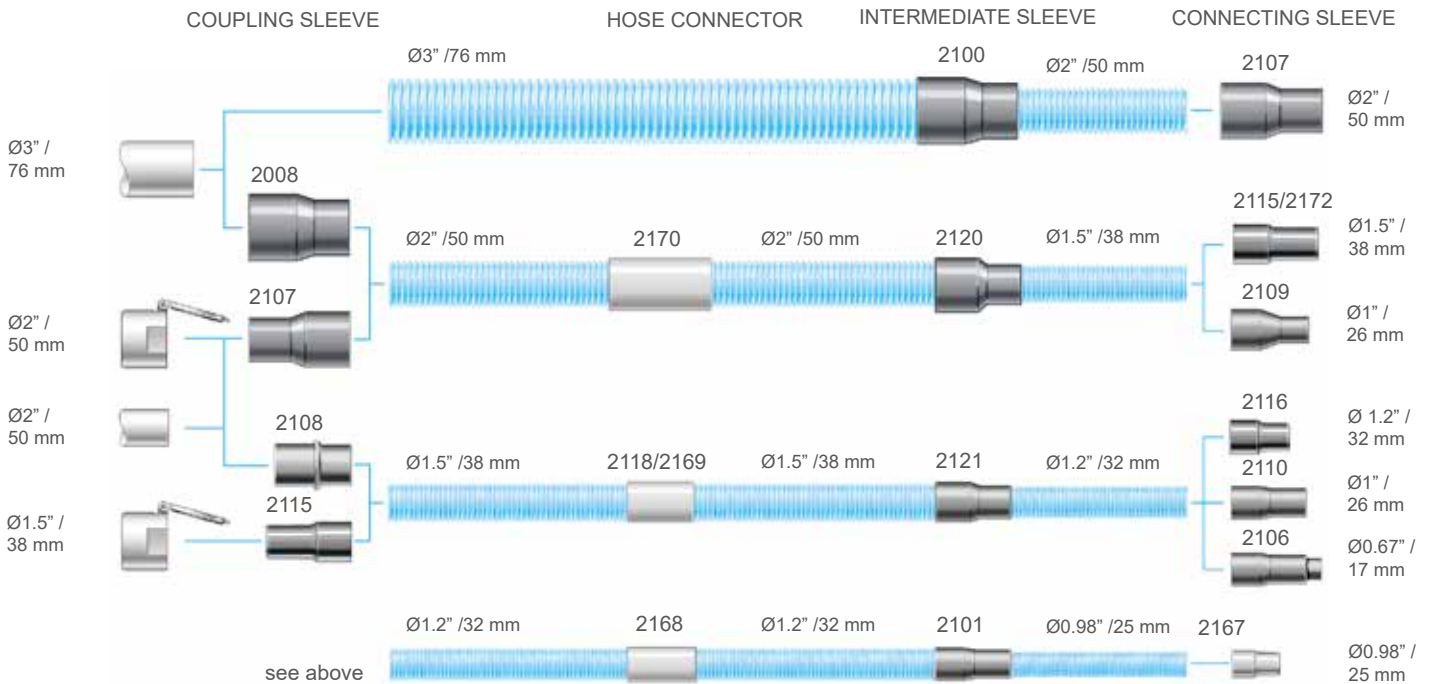 COUPLING SLEEVE HOSE CONNECTOR INTERMEDIATE SLEEVE CONNECTING SLEEVE
Ø3” /76 mm 2100 Ø2” /50 mm 2107
Ø2” /
50 mm
Ø3” /
76 mm
2008
2115/2172
Ø2” /50 mm 2170 Ø2” /50 mm 2120 Ø1.5” /38 mm
Ø1.5” /
38 mm
2107
2109
Ø2” /
50 mm
Ø1” /
26 mm
Ø2” /
50 mm
2108
2116
Ø 1.2” /
32 mm
Ø1.5” /38 mm 2118/2169 Ø1.5” /38 mm 2121 Ø1.2” /32 mm 2110
Ø1” /
26 mm
2115
Ø1.5” /
38 mm
2106
Ø0.67” /
17 mm
Ø1.2” /32 mm 2168 Ø1.2” /32 mm 2101 Ø0.98” /25 mm 2167
see above
Ø0.98” /
25 mm